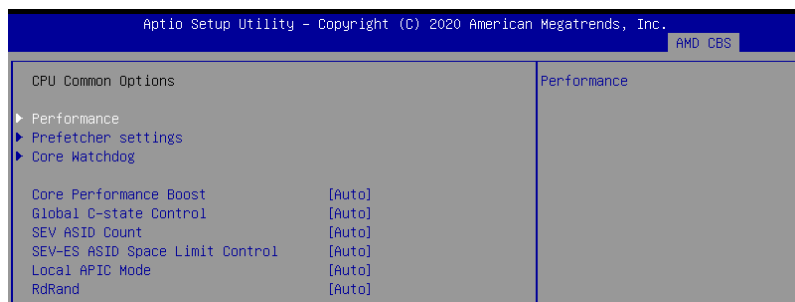 Aptio Setup Utility – Copyright (C) 2020 American Megatrends, Inc.
AMD CBS
CPU Common Options
Performance
Performance
Prefetcher settings
Core Watchdog
Core Performance Boost [Auto]
Global C-state Control [Auto]
SEV ASID Count [Auto]
SEV-ES ASID Space Limit Control [Auto]
Local APIC Mode [Auto]
RdRand [Auto]